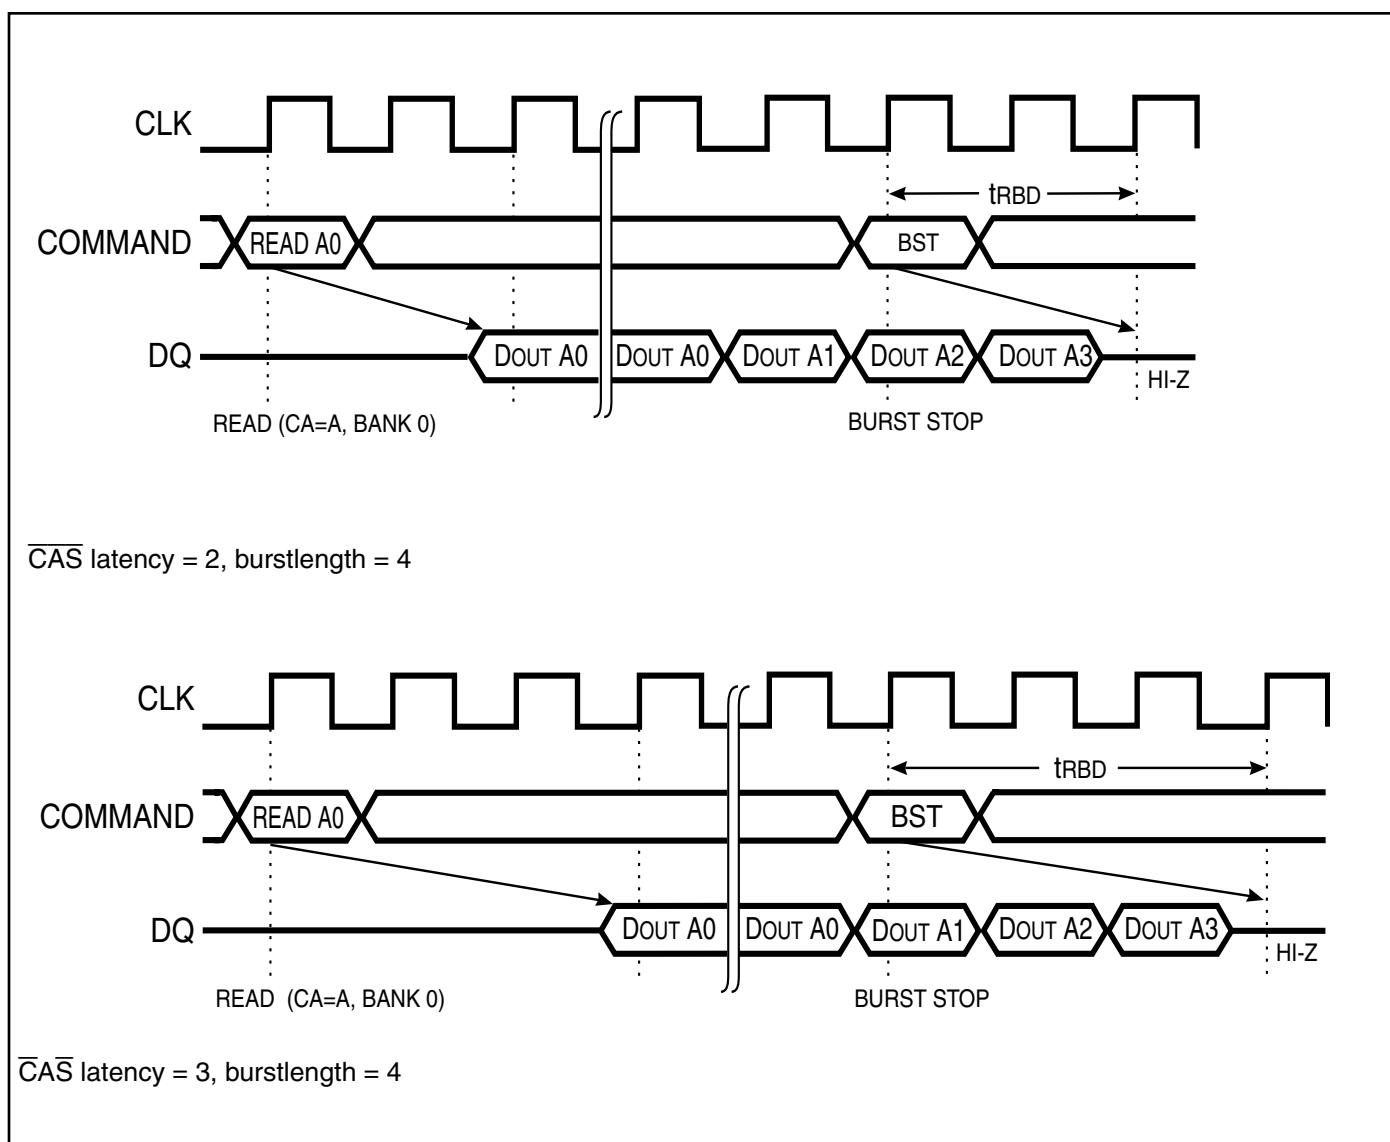 CLK
tRBD
COMMAND READ A0 BST
DQ DOUT A0 DOUT A0 DOUT A1 DOUT A2 DOUT A3
HI-Z
READ (CA=A, BANK 0) BURST STOP
CAS latency = 2, burstlength = 4
CLK
tRBD
COMMAND READ A0 BST
DQ DOUT A0 DOUT A0 DOUT A1 DOUT A2 DOUT A3
HI-Z
READ (CA=A, BANK 0) BURST STOP
CAS latency = 3, burstlength = 4